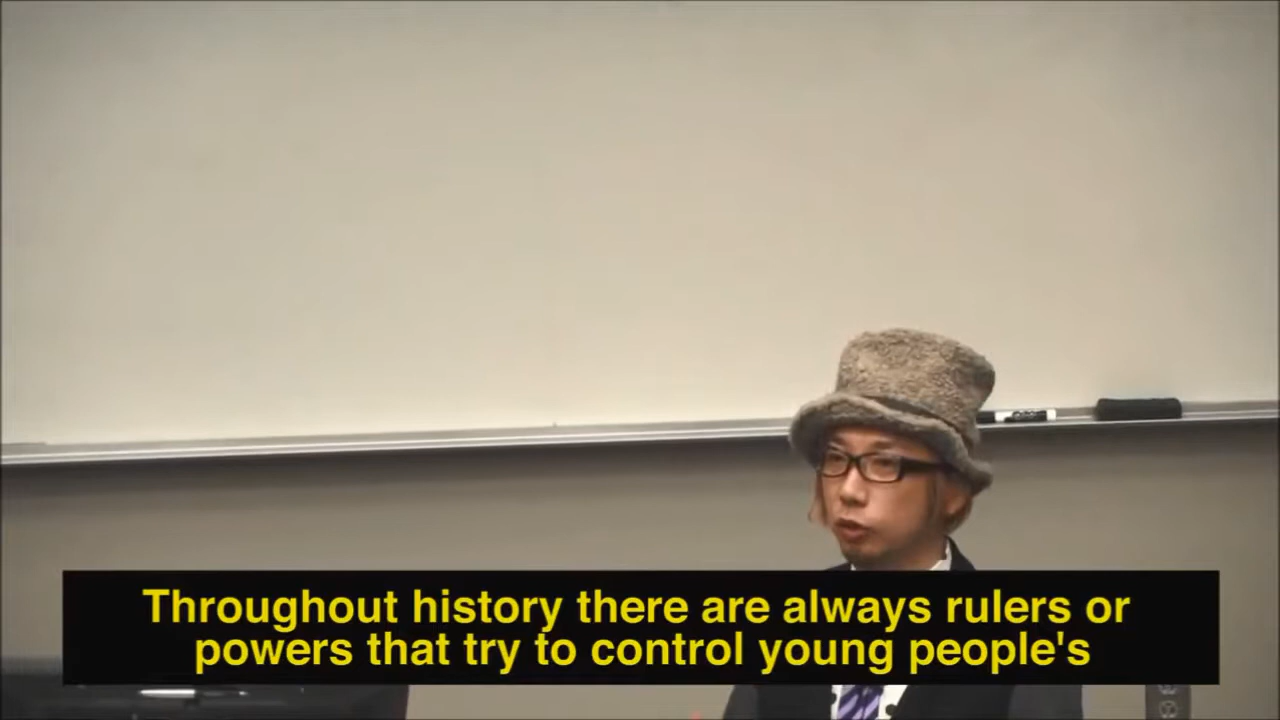 Throughout history there are always rulers or
powers that try to control young people's